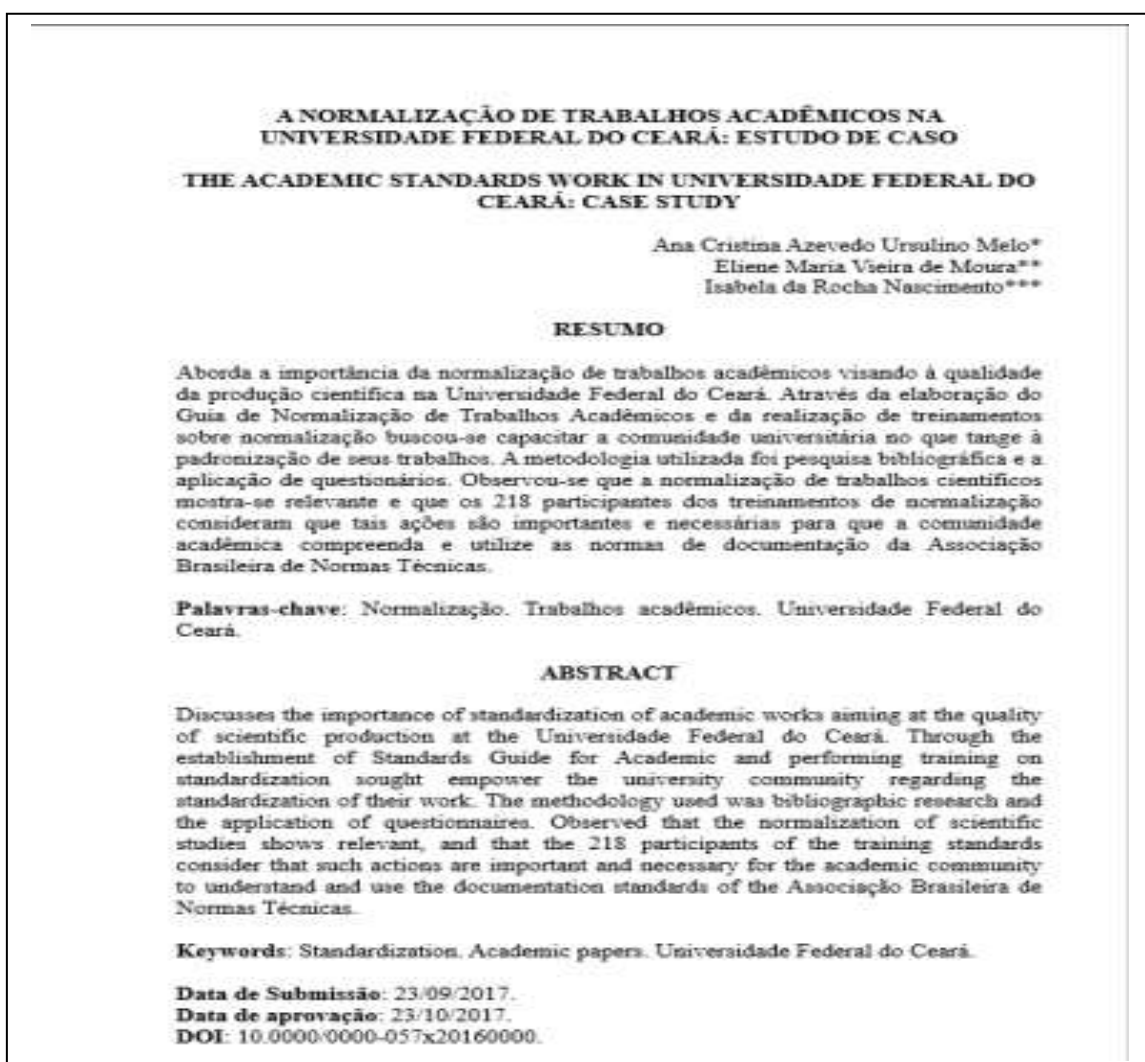 A NORMALIZAÇÃO DE TRABALHOS ACADÊMICOS NA
UNIVERSIDADE FEDERAL DO CEARÁ: ESTUDO DE CASO
THE ACADEMIC STANDARDS WORK IN UNIVERSIDADE FEDERAL DO
CEARÁ: CASE STUDY
Ana Cristina Azevedo Ursulino Melo*
Eliene Maria Vieira de Moura**
Isabela da Rocha Nascimento***
RESUMO
Aborda a importância da normalização de trabalhos acadêmicos visando à qualidade
da produção científica na Universidade Federal do Ceará. Através da elaboração do
Guia de Normalização de Trabalhos Acadêmicos e da realização de treinamentos
sobre normalização buscou-se capacitar a comunidade universitária no que tange à
padronização de seus trabalhos. A metodologia utilizada foi pesquisa bibliográfica e a
aplicação de questionários. Observou-se que a normalização de trabalhos científicos
mostra-se relevante e que os 218 participantes dos treinamentos de normalização
consideram que tais ações são importantes e necessárias para que a comunidade
acadêmica compreenda e utilize as normas de documentação da Associação
Brasileira de Normas Técnicas.
Palavras-chave: Normalização. Trabalhos acadêmicos. Universidade Federal do
Ceará.
ABSTRACT
Discusses the importance of standardization of academic works aiming at the quality
of scientific production at the Universidade Federal do Ceará. Through the
establishment of Standards Guide for Academic and performing training on
standardization sought empower the university community regarding the
standardization of their work. The methodology used was bibliographic research and
the application of questionnaires. Observed that the normalization of scientific
studies shows relevant, and that the 218 participants of the training standards
consider that such actions are important and necessary for the academic community
to understand and use the documentation standards of the Associação Brasileira de
Normas Técnicas.
Keywords: Standardization. Academic papers. Universidade Federal do Ceará.
Data de Submissão: 23/09/2017.
Data de aprovação: 23/10/2017.
DOI: 10.0000/0000-057x20160000.